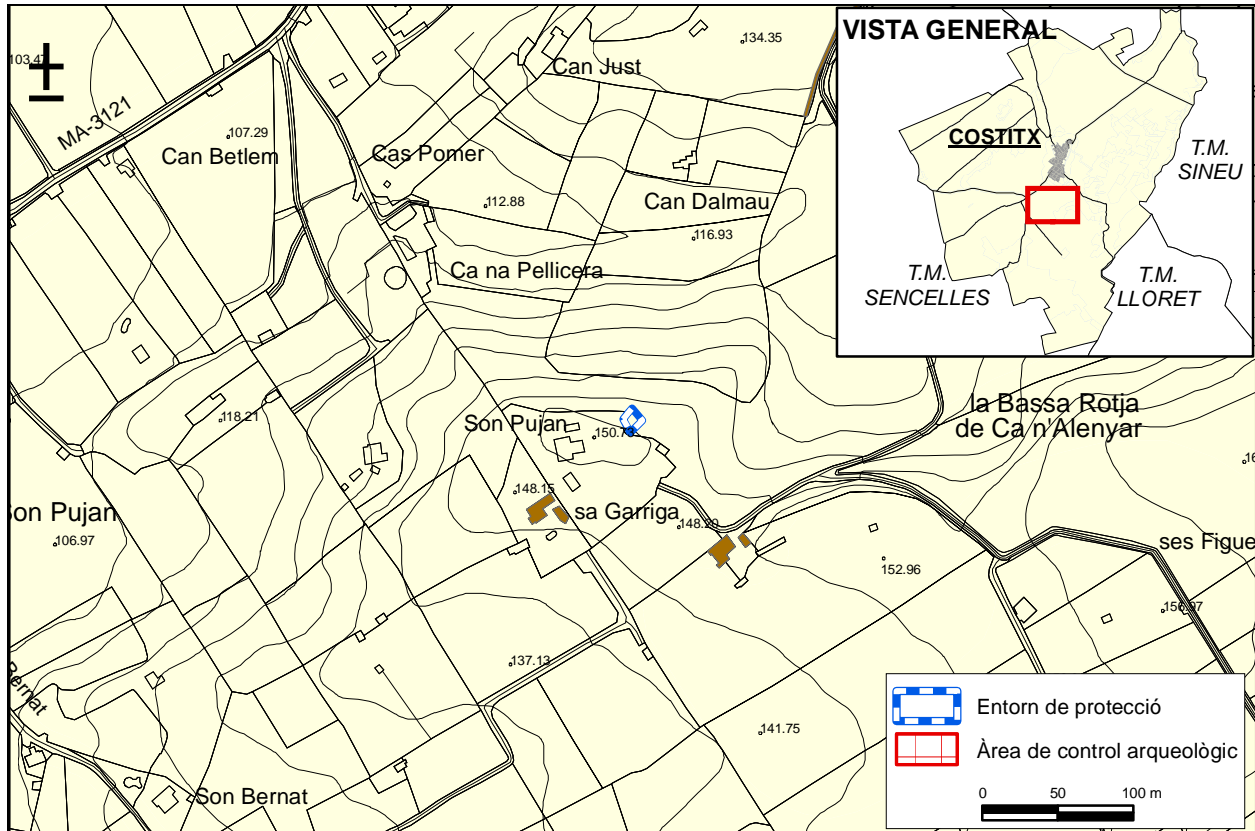 VISTA GENERAL
COSTITX
T.M.
SINEU
T.M.
SENCELLES
T.M.
LLORET
134.35
103.47
Can Just
MA-3121
107.29
Can Betlem
Cas Pomer
112.88
Can Dalmau
116.93
Ca na Pellicera
118.21
Son Pujan
la Bassa Rotja
de Ca n'Alenyar
148.15
Son Pujan
sa Garriga
148.20
106.97
ses Figue
152.96
156.97
137.13
Bernat
141.75
Son Bernat
Entorn de protecció
Àrea de control arqueològic
0 50 100 m